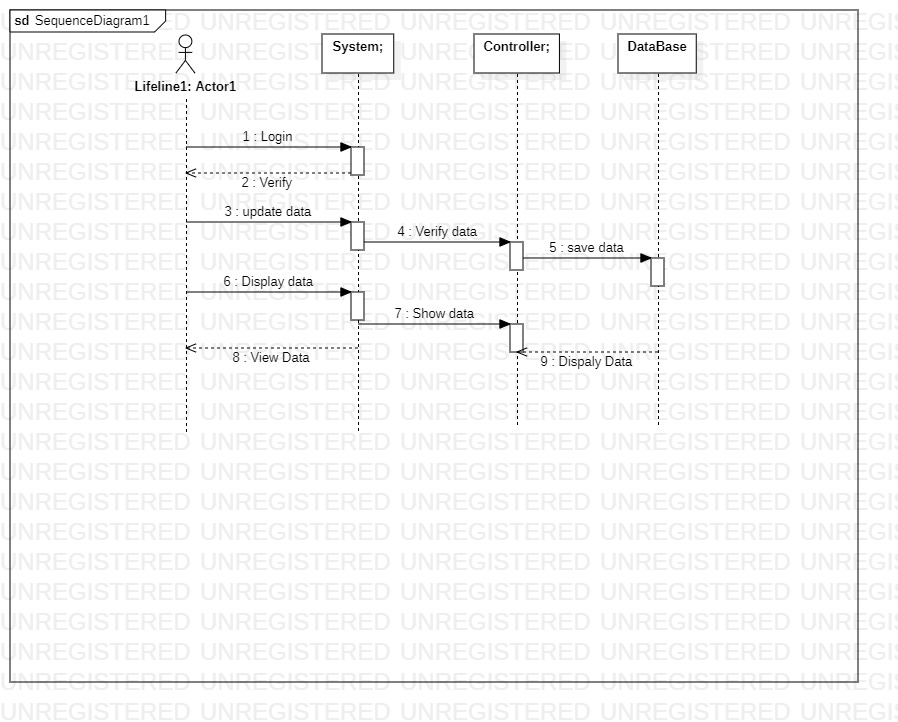 sd SequenceDiagram1
System;
Controller;
DataBase
Lifeline1: Actor1
1 : Login
2 : Verify
3 : update data
4 : Verify data
5 : save data
6 : Display data
7 : Show data
8 : View Data
9 : Dispaly Data
UNREGISTERED